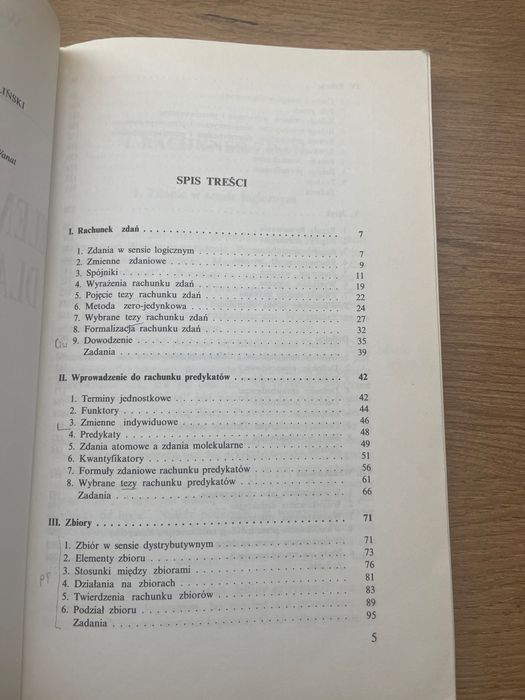 IŃSKI
SPIS TREŚCI
I. Rachunek zdań . . . . . . . . . . . . . . . . . . . . 7
1. Zdania w sensie logicznym . . . . . . . . . . . . . . . . 7
2. Zmienne zdaniowe . . . . . . . . . . . . . . . . 9
3. Spójniki . . . . . . . . . . . . . . . . 11
4. Wyrażenia rachunku zdań . . . . . . . . . . . . . . . . 19
5. Pojęcie tezy rachunku zdań . . . . . . . . . . . . . . . . 22
6. Metoda zero-jedynkowa . . . . . . . . . . . . . . . . 24
7. Wybrane tezy rachunku zdań . . . . . . . . . . . . . . . . 27
8. Formalizacja rachunku zdań . . . . . . . . . . . . . . . . 32
9. Dowodzenie . . . . . . . . . . . . . . . . 35
Zadania . . . . . . . . . . . . . . . . 39
II. Wprowadzenie do rachunku predykatów . . . . . . . . . . . . . . . . 42
1. Terminy jednostkowe . . . . . . . . . . . . . . . . 42
2. Funktory . . . . . . . . . . . . . . . . 44
3. Zmienne indywiduowe . . . . . . . . . . . . . . . . 46
4. Predykaty . . . . . . . . . . . . . . . . 48
5. Zdania atomowe a zdania molekularne . . . . . . . . . . . . . . . . 49
6. Kwantyfikatory . . . . . . . . . . . . . . . . 51
7. Formuły zdaniowe rachunku predykatów . . . . . . . . . . . . . . . . 56
8. Wybrane tezy rachunku predykatów . . . . . . . . . . . . . . . . 61
Zadania . . . . . . . . . . . . . . . . 66
III. Zbiory . . . . . . . . . . . . . . . . 71
1. Zbiór w sensie dystrybutywnym . . . . . . . . . . . . . . . . 71
2. Elementy zbioru . . . . . . . . . . . . . . . . 73
3. Stosunki między zbiorami . . . . . . . . . . . . . . . . 76
4. Działania na zbiorach . . . . . . . . . . . . . . . . 81
5. Twierdzenia rachunku zbiorów . . . . . . . . . . . . . . . . 83
6. Podział zbioru . . . . . . . . . . . . . . . . 89
Zadania . . . . . . . . . . . . . . . . 95
5